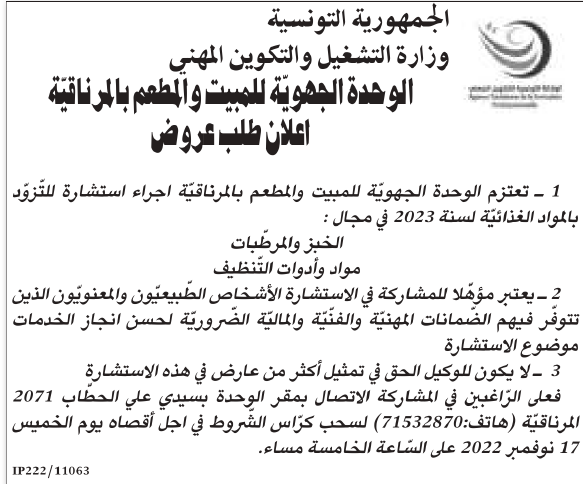 الجمهورية التونسية
وزارة التشغيل والتكوين المهني
الوحدة الجهويّة للمبيت والمطعم بالمرناقيّة
اعلان طلب عروض
1 ــ تعتزم الوحدة الجهويّة للمبيت والمطعم بالمرناقيّة اجراء استشارة للتّزوّد
بالمواد الغذائيّة لسنة 2023 في مجال :
الخبز والمرطّبات
مواد وأدوات التّنظيف
2 ــ يعتبر مؤهّلا للمشاركة في الاستشارة الأشخاص الطّبيعيّون والمعنويّون الذين
تتوفّر فيهم الضّمانات المهنيّة والفنّيّة والماليّة الضّروريّة لحسن انجاز الخدمات
موضوع الاستشارة
3 ــ لا يكون للوكيل الحق في تمثيل أكثر من عارض في هذه الاستشارة
فعلى الرّاغبين في المشاركة الاتصال بمقر الوحدة بسيدي علي الحطّاب 2071
المرناقيّة (هاتف:71532870) لسحب كرّاس الشّروط في اجل أقصاه يوم الخميس
17 نوفمبر 2022 على السّاعة الخامسة مساء.
IP222/11063